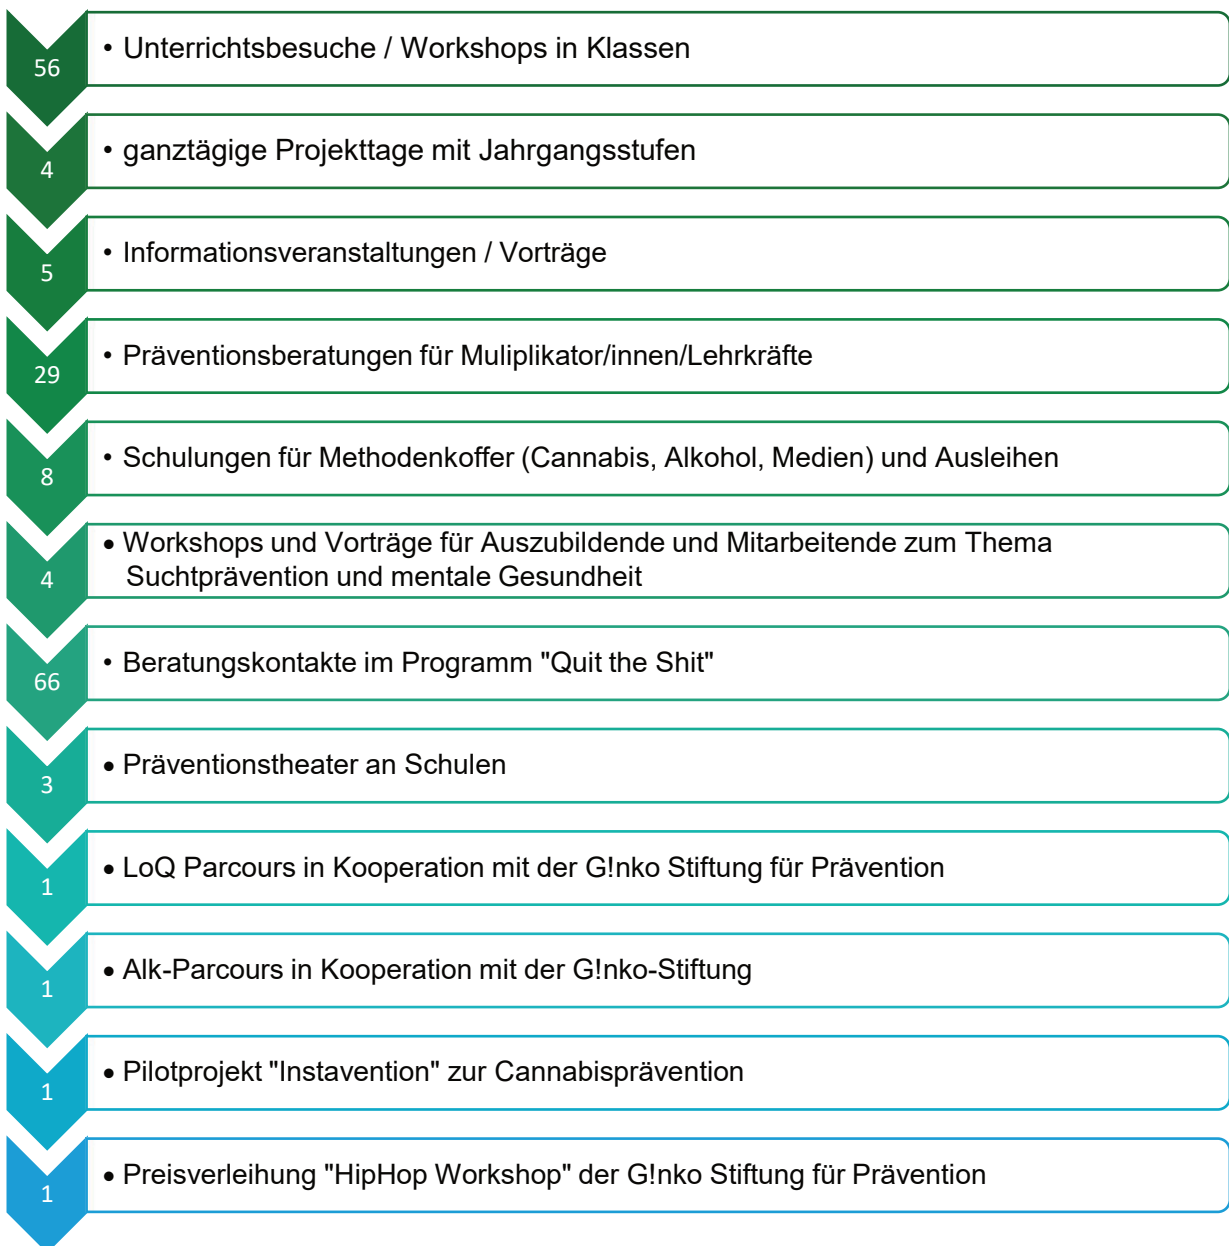 56
• Unterrichtsbesuche / Workshops in Klassen
4
• ganztägige Projekttage mit Jahrgangsstufen
5
• Informationsveranstaltungen / Vorträge
29
• Präventionsberatungen für Muliplikator/innen/Lehrkräfte
8
• Schulungen für Methodenkoffer (Cannabis, Alkohol, Medien) und Ausleihen
4
• Workshops und Vorträge für Auszubildende und Mitarbeitende zum Thema
Suchtprävention und mentale Gesundheit
66
• Beratungskontakte im Programm "Quit the Shit"
3
• Präventionstheater an Schulen
1
• LoQ Parcours in Kooperation mit der G!nko Stiftung für Prävention
1
• Alk-Parcours in Kooperation mit der G!nko-Stiftung
1
• Pilotprojekt "Instavention" zur Cannabisprävention
1
• Preisverleihung "HipHop Workshop" der G!nko Stiftung für Prävention